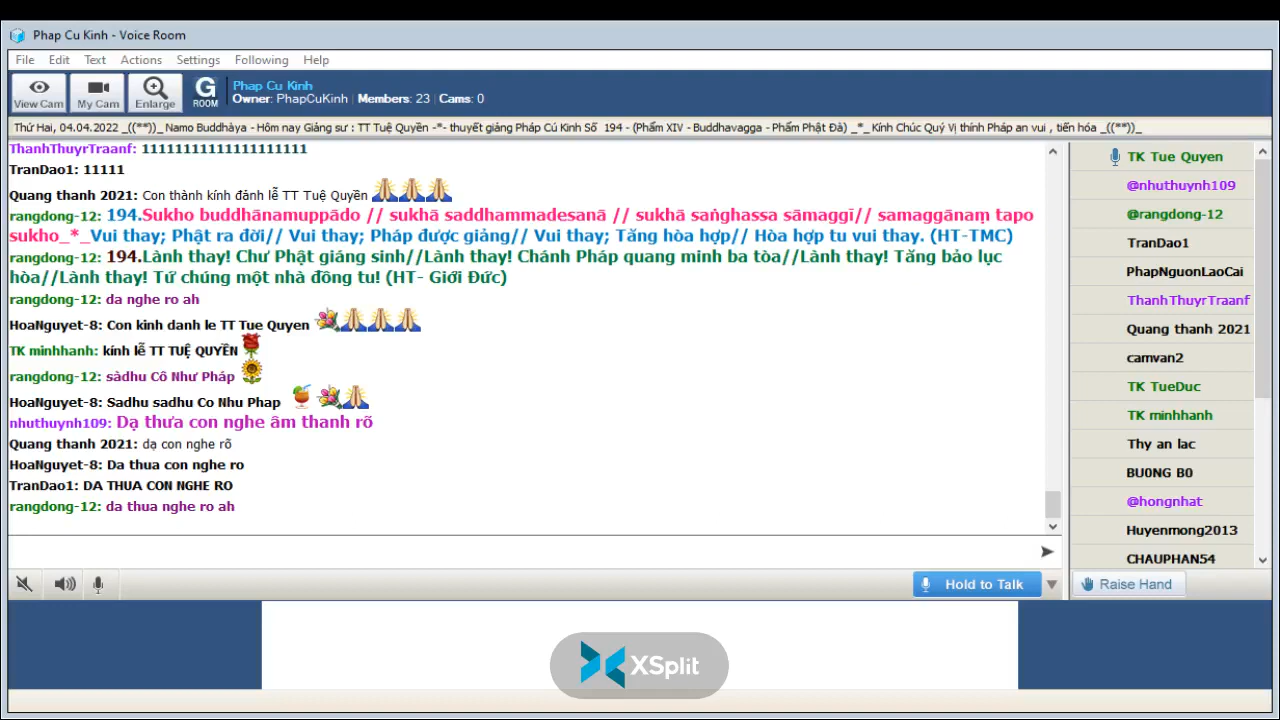 Phap Cu Kinh - Voice Room
File Edit Text Actions Settings Following Help
View Cam My Cam Enlarge G ROOM
Phap Cu Kinh
Owner: PhapCuKinh | Members: 23 | Cams: 0
Thứ Hai, 04.04.2022 _((**))_ Namo Buddhàya - Hôm nay Giảng sư : TT Tuệ Quyền -*- thuyết giảng Pháp Cú Kinh Số 194 - (Phẩm XIV - Buddhavagga - Phẩm Phật Đà) _*_ Kính Chúc Quý Vị thính Pháp an vui , tiến hóa _((**))_
ThanhThuyrTraanf: 11111111111111111111
TranDao1: 11111
Quang thanh 2021: Con thành kính đảnh lễ TT Tuệ Quyền
rangdong-12: 194.Sukho buddhānamuppādo // sukhā saddhammadesanā // sukhā saṅghassa sāmaggī// samaggānaṃ tapo
sukho_*_Vui thay; Phật ra đời// Vui thay; Pháp được giảng// Vui thay; Tăng hòa hợp// Hòa hợp tu vui thay. (HT-TMC)
rangdong-12: 194.Lành thay! Chư Phật giáng sinh//Lành thay! Chánh Pháp quang minh ba tòa//Lành thay! Tăng bảo lục
hòa//Lành thay! Tứ chúng một nhà đồng tu! (HT- Giới Đức)
rangdong-12: da nghe ro ah
HoaNguyet-8: Con kinh danh le TT Tue Quyen
TK minhhanh: kính lễ TT TUỆ QUYỀN
rangdong-12: sàdhu Cô Như Pháp
HoaNguyet-8: Sadhu sadhu Co Nhu Phap
nhuthuynh109: Dạ thưa con nghe âm thanh rõ
Quang thanh 2021: dạ con nghe rõ
HoaNguyet-8: Da thua con nghe ro
TranDao1: DA THUA CON NGHE RO
rangdong-12: da thua nghe ro ah
TK Tue Quyen
@nhuthuynh109
@rangdong-12
TranDao1
PhapNguonLaoCai
ThanhThuyrTraanf
Quang thanh 2021
camvan2
TK TueDuc
TK minhhanh
Thy an lac
BU0NG B0
@hongnhat
Huyenmong2013
CHAUPHAN54
Hold to Talk
Raise Hand
XSplit